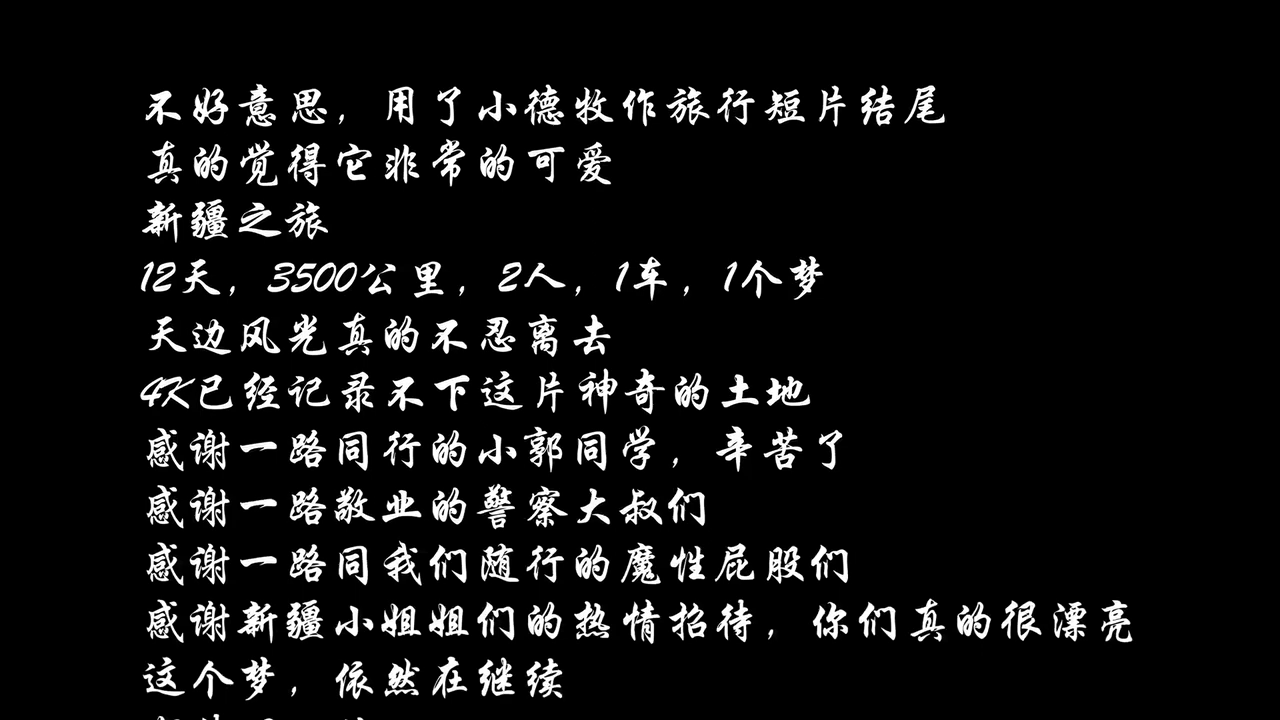 不好意思，用了小德牧作旅行短片结尾
真的觉得它非常的可爱
新疆之旅
12天，3500公里，2人，1车，1个梦
天边风光真的不忍离去
4K已经记录不下这片神奇的土地
感谢一路同行的小郭同学，辛苦了
感谢一路敬业的警察大叔们
感谢一路同我们随行的魔性屁股们
感谢新疆小姐姐们的热情招待，你们真的很漂亮
这个梦，依然在继续